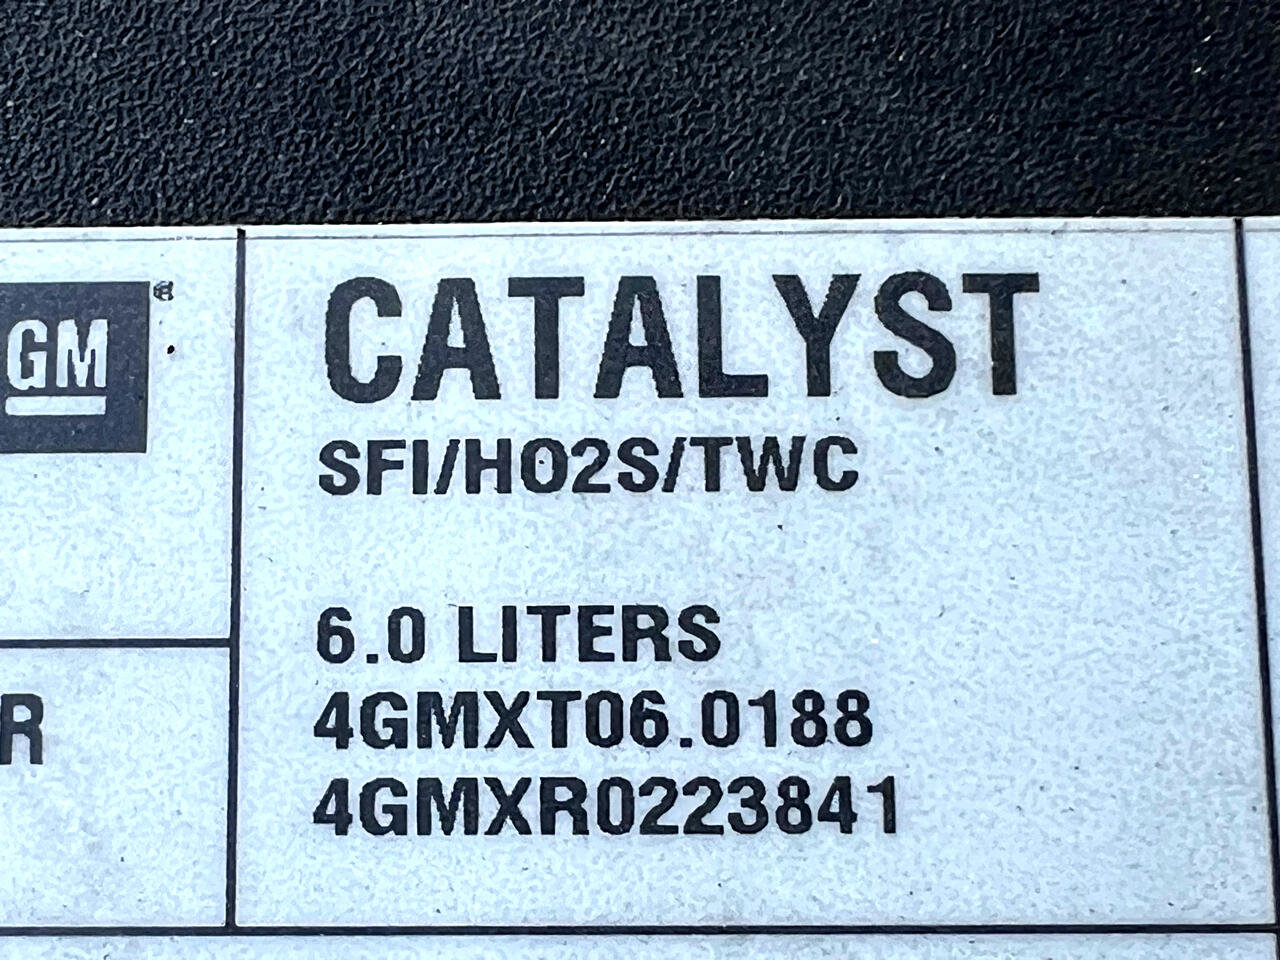 GM®
CATALYST
SFI/HO2S/TWC
6.0 LITERS
R
4GMXT06.0188
4GMXR0223841